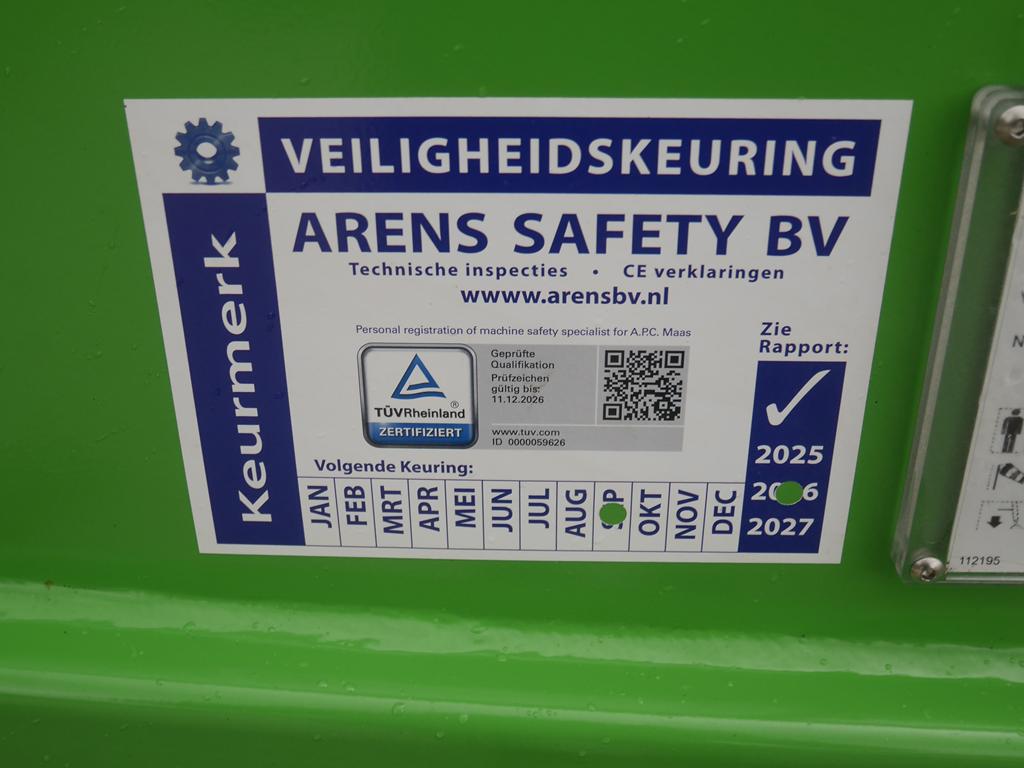 VEILIGHEIDSKEURING
Keurmerk
ARENS SAFETY BV
Technische inspecties • CE verklaringen
wwww.arensbv.nl
Personal registration of machine safety specialist for A.P.C. Maas
Zie
Rapport:
TÜVRheinland®
ZERTIFIZIERT
Geprüfte
Qualifikation
Prüfzeichen
gültig bis:
11.12.2026
www.tuv.com
ID 0000059626
2025
2026
2027
Volgende Keuring:
JAN FEB MRT APR MEI JUN JUL AUG SEP OKT NOV DEC
112195